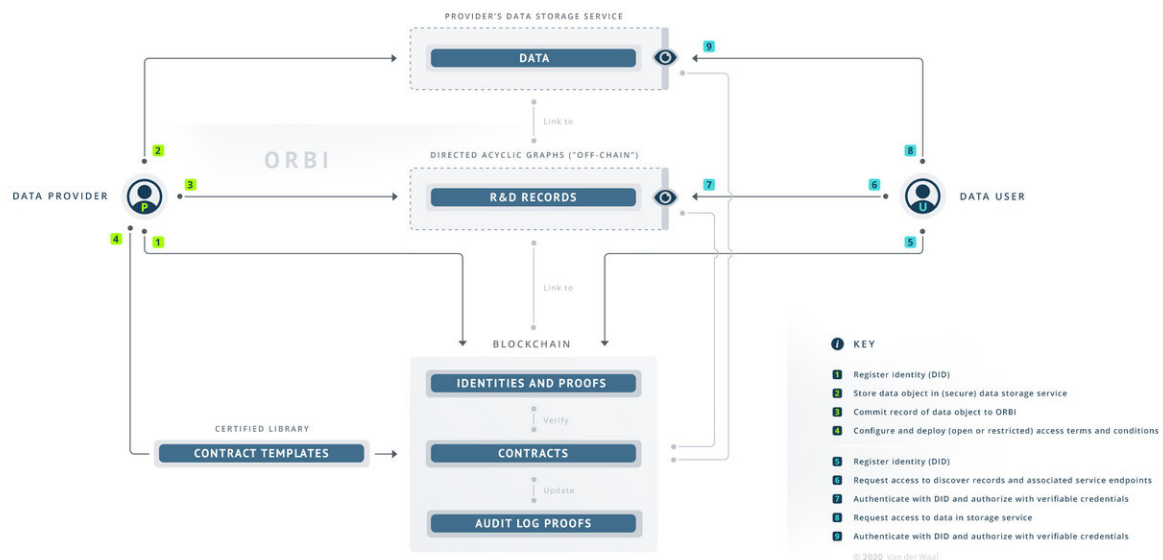 PROVIDER'S DATA STORAGE SERVICE
9
DATA
Link to
2
ORBI
DIRECTED ACYCLIC GRAPHS ("OFF-CHAIN")
8
DATA PROVIDER
P
3
R&D RECORDS
7
6
U
DATA USER
4
1
5
Link to
BLOCKCHAIN
IDENTITIES AND PROOFS
Verify
CERTIFIED LIBRARY
CONTRACT TEMPLATES
CONTRACTS
Update
AUDIT LOG PROOFS
i KEY
1 Register identity (DID)
2 Store data object in (secure) data storage service
3 Commit record of data object to ORBI
4 Configure and deploy (open or restricted) access terms and conditions
5 Register identity (DID)
6 Request access to discover records and associated service endpoints
7 Authenticate with DID and authorize with verifiable credentials
8 Request access to data in storage service
9 Authenticate with DID and authorize with verifiable credentials
© 2020 Van der Waal